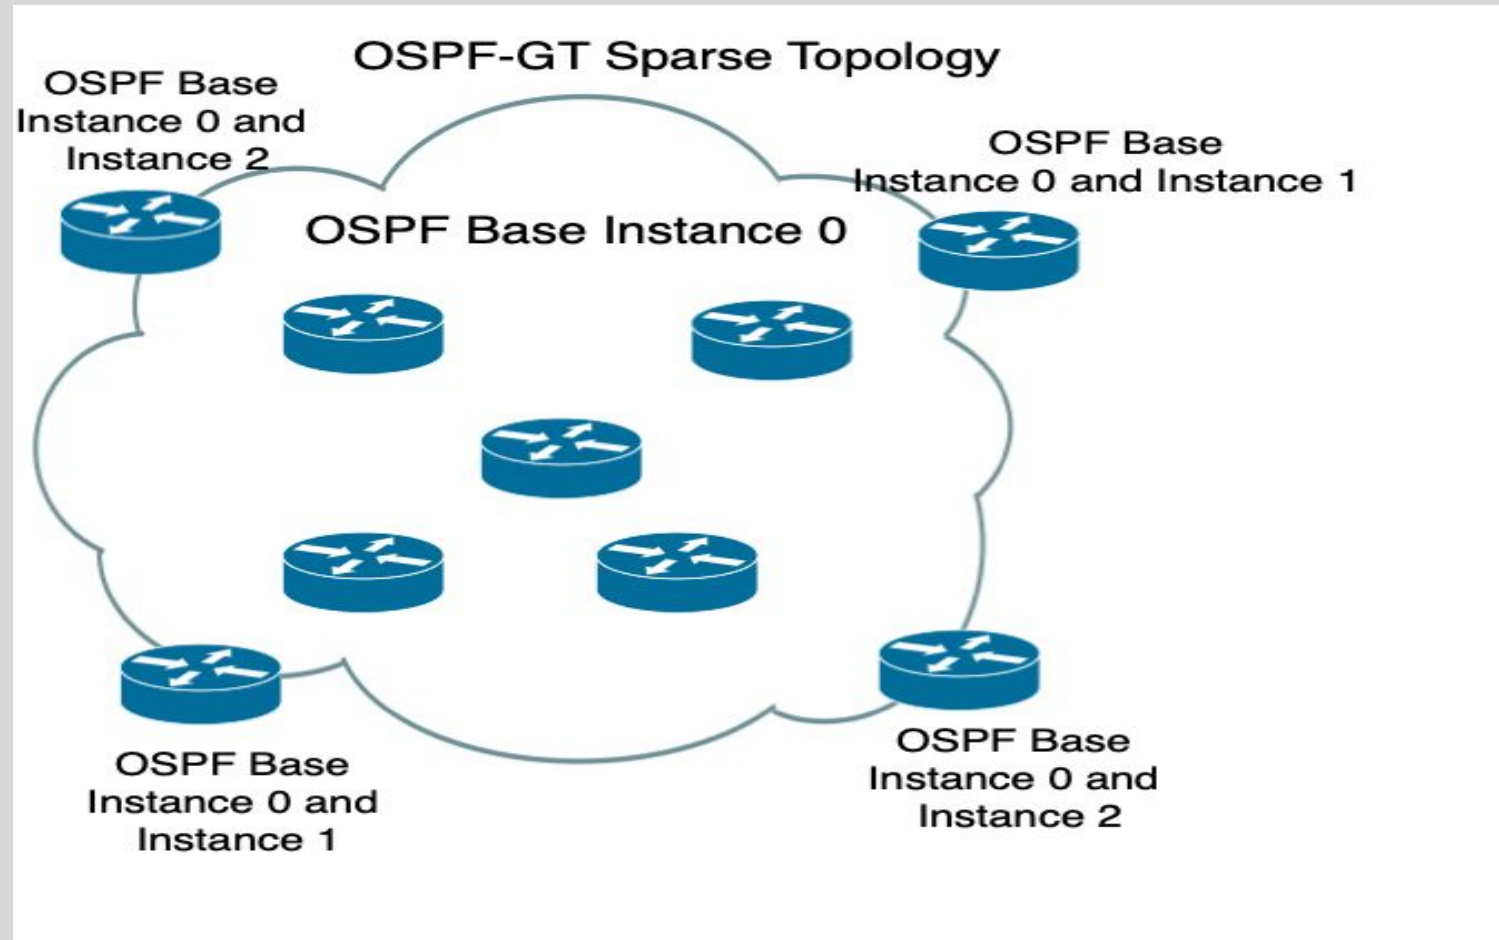 OSPF-GT Sparse Topology
OSPF Base
Instance 0 and
Instance 2
OSPF Base
Instance 0 and Instance 1
OSPF Base Instance 0
OSPF Base
Instance 0 and
Instance 1
OSPF Base
Instance 0 and
Instance 2